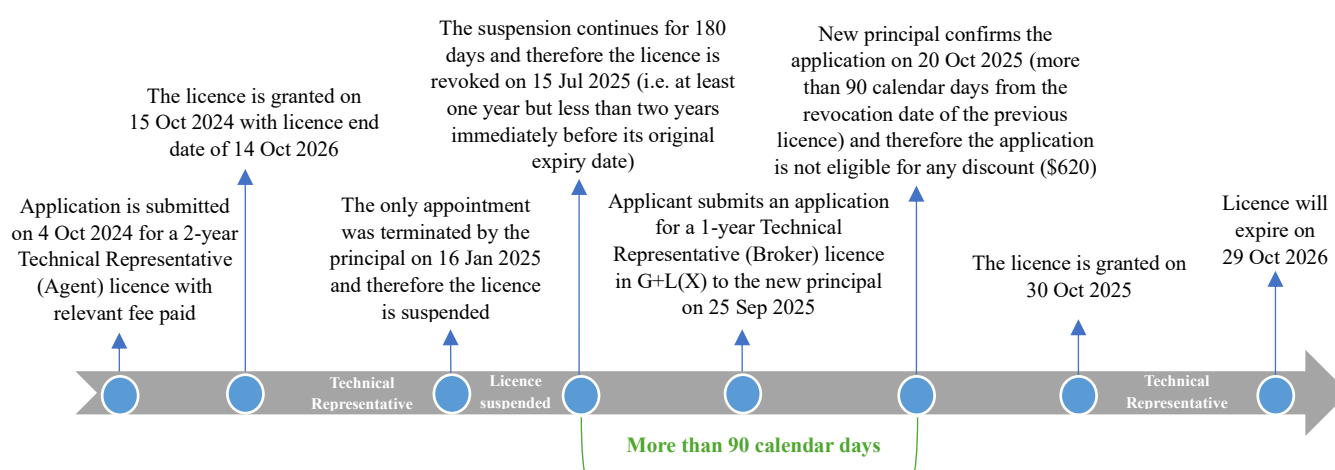 Application is submitted
on 4 Oct 2024 for a 2-year
Technical Representative
(Agent) licence with
relevant fee paid
The licence is granted on
15 Oct 2024 with licence end
date of 14 Oct 2026
The only appointment
was terminated by the
principal on 16 Jan 2025
and therefore the licence
is suspended
The suspension continues for 180
days and therefore the licence is
revoked on 15 Jul 2025 (i.e. at least
one year but less than two years
immediately before its original
expiry date)
Applicant submits an application
for a 1-year Technical
Representative (Broker) licence
in G+L(X) to the new principal
on 25 Sep 2025
New principal confirms the
application on 20 Oct 2025 (more
than 90 calendar days from the
revocation date of the previous
licence) and therefore the application
is not eligible for any discount ($620)
The licence is granted on
30 Oct 2025
Licence will
expire on
29 Oct 2026
Technical
Representative
Licence
suspended
Technical
Representative
More than 90 calendar days